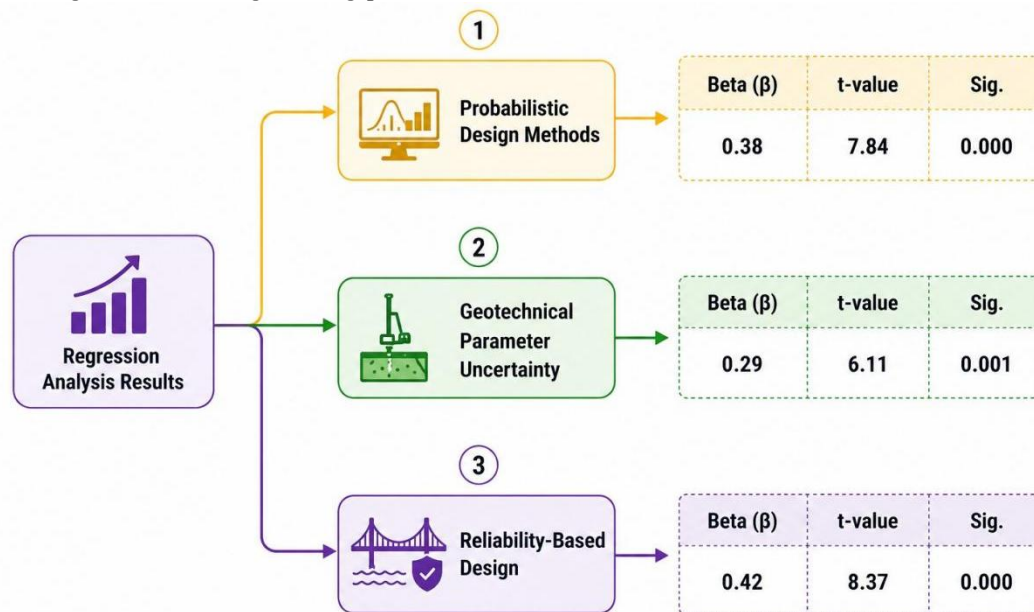 1
Probabilistic
Design Methods
Beta (β) t-value Sig.
0.38 7.84 0.000
Regression
Analysis Results
2
Geotechnical
Parameter
Uncertainty
Beta (β) t-value Sig.
0.29 6.11 0.001
3
Reliability-Based
Design
Beta (β) t-value Sig.
0.42 8.37 0.000